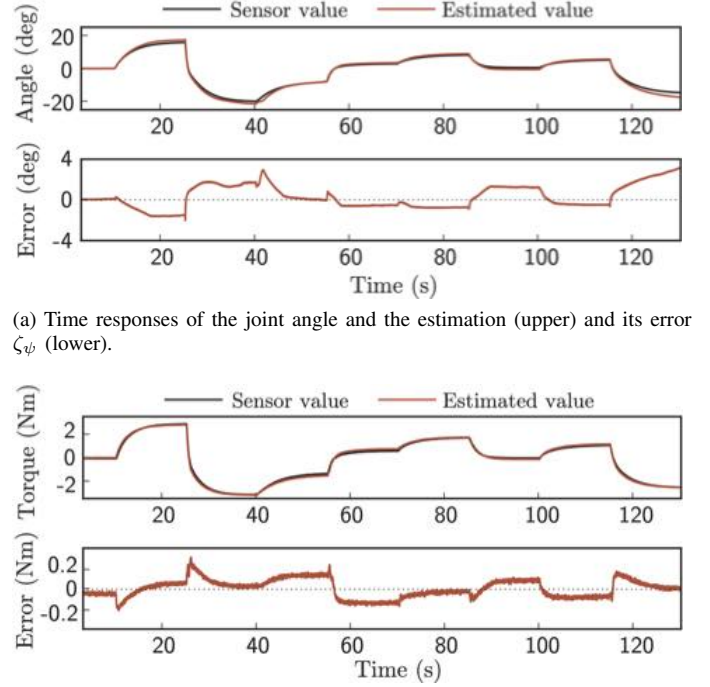 Sensor value Estimated value
Angle (deg)
20
0
-20
20 40 60 80 100 120
Error (deg)
4
0
-4
20 40 60 80 100 120
Time (s)
(a) Time responses of the joint angle and the estimation (upper) and its error
ζψ (lower).
Sensor value Estimated value
Torque (Nm)
2
0
-2
20 40 60 80 100 120
Error (Nm)
0.2
0
-0.2
20 40 60 80 100 120
Time (s)